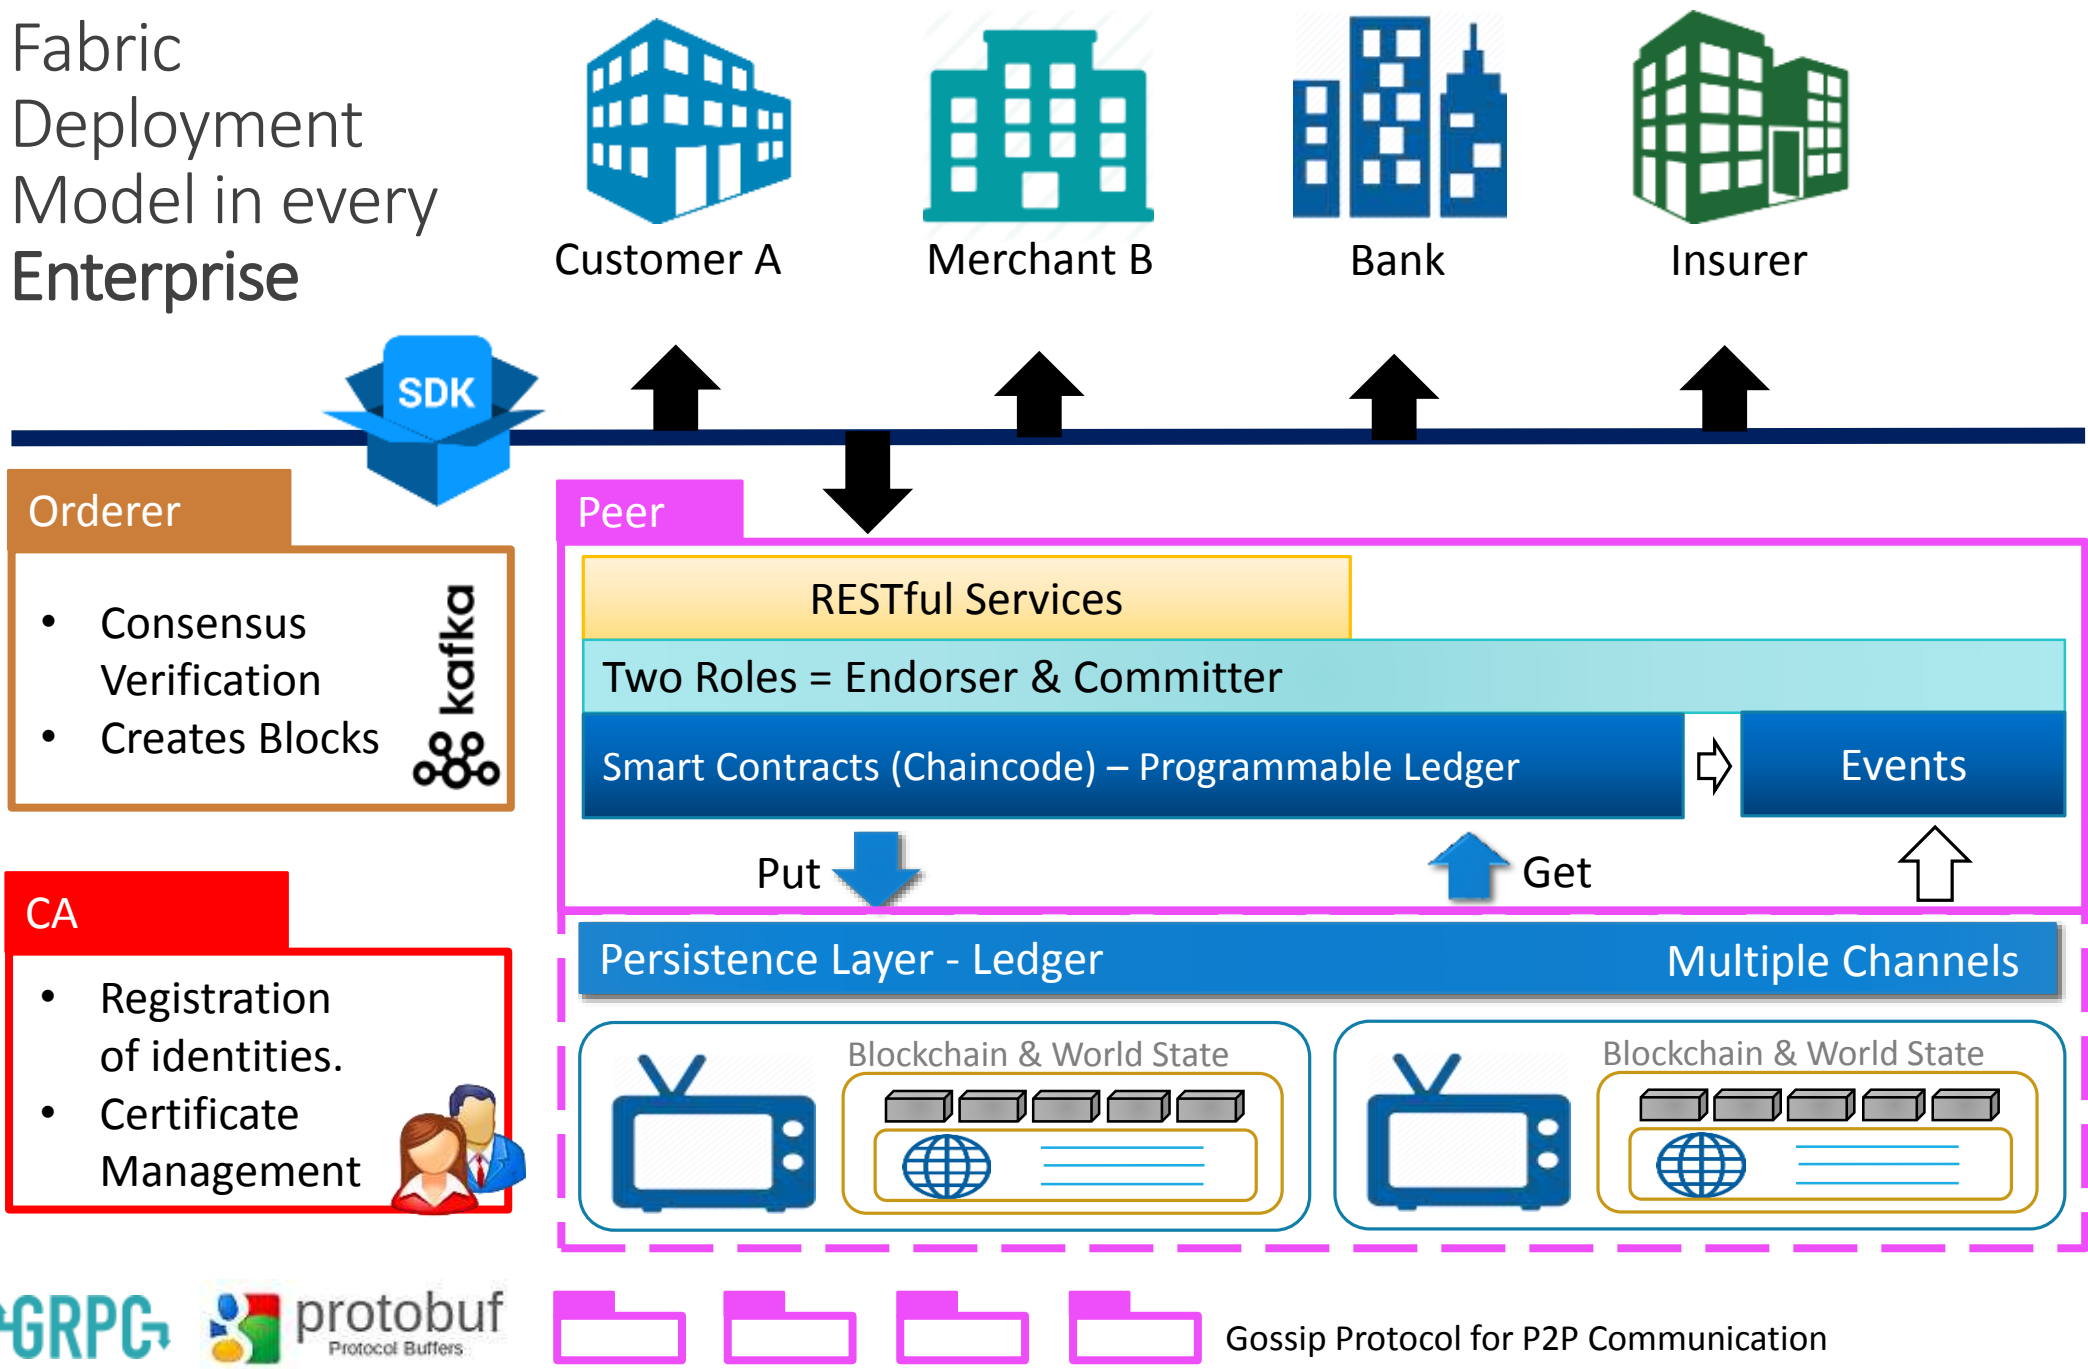 Fabric
Deployment
Model in every
Enterprise
Customer A
Merchant B
Bank
Insurer
SDK
Orderer
• Consensus
Verification
• Creates Blocks
kafka
CA
• Registration
of identities.
• Certificate
Management
Peer
RESTful Services
Two Roles = Endorser & Committer
Smart Contracts (Chaincode) – Programmable Ledger
Events
Put
Get
Persistence Layer - Ledger
Multiple Channels
Blockchain & World State
Blockchain & World State
GRPC
protobuf
Protocol Buffers
Gossip Protocol for P2P Communication